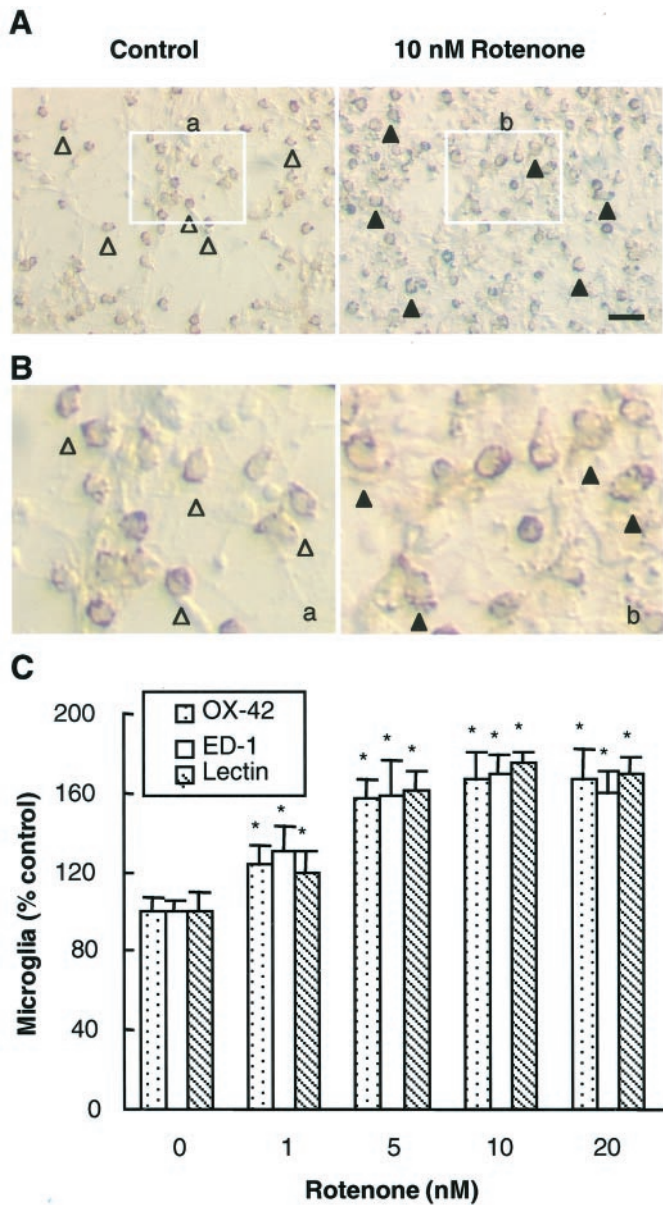 A
Control 10 nM Rotenone
a b
B
a b
C
OX-42
ED-1
Lectin
200
160
120
80
40
0
* * * * * * * * * * * *
Microglia (% control)
0 1 5 10 20
Rotenone (nM)